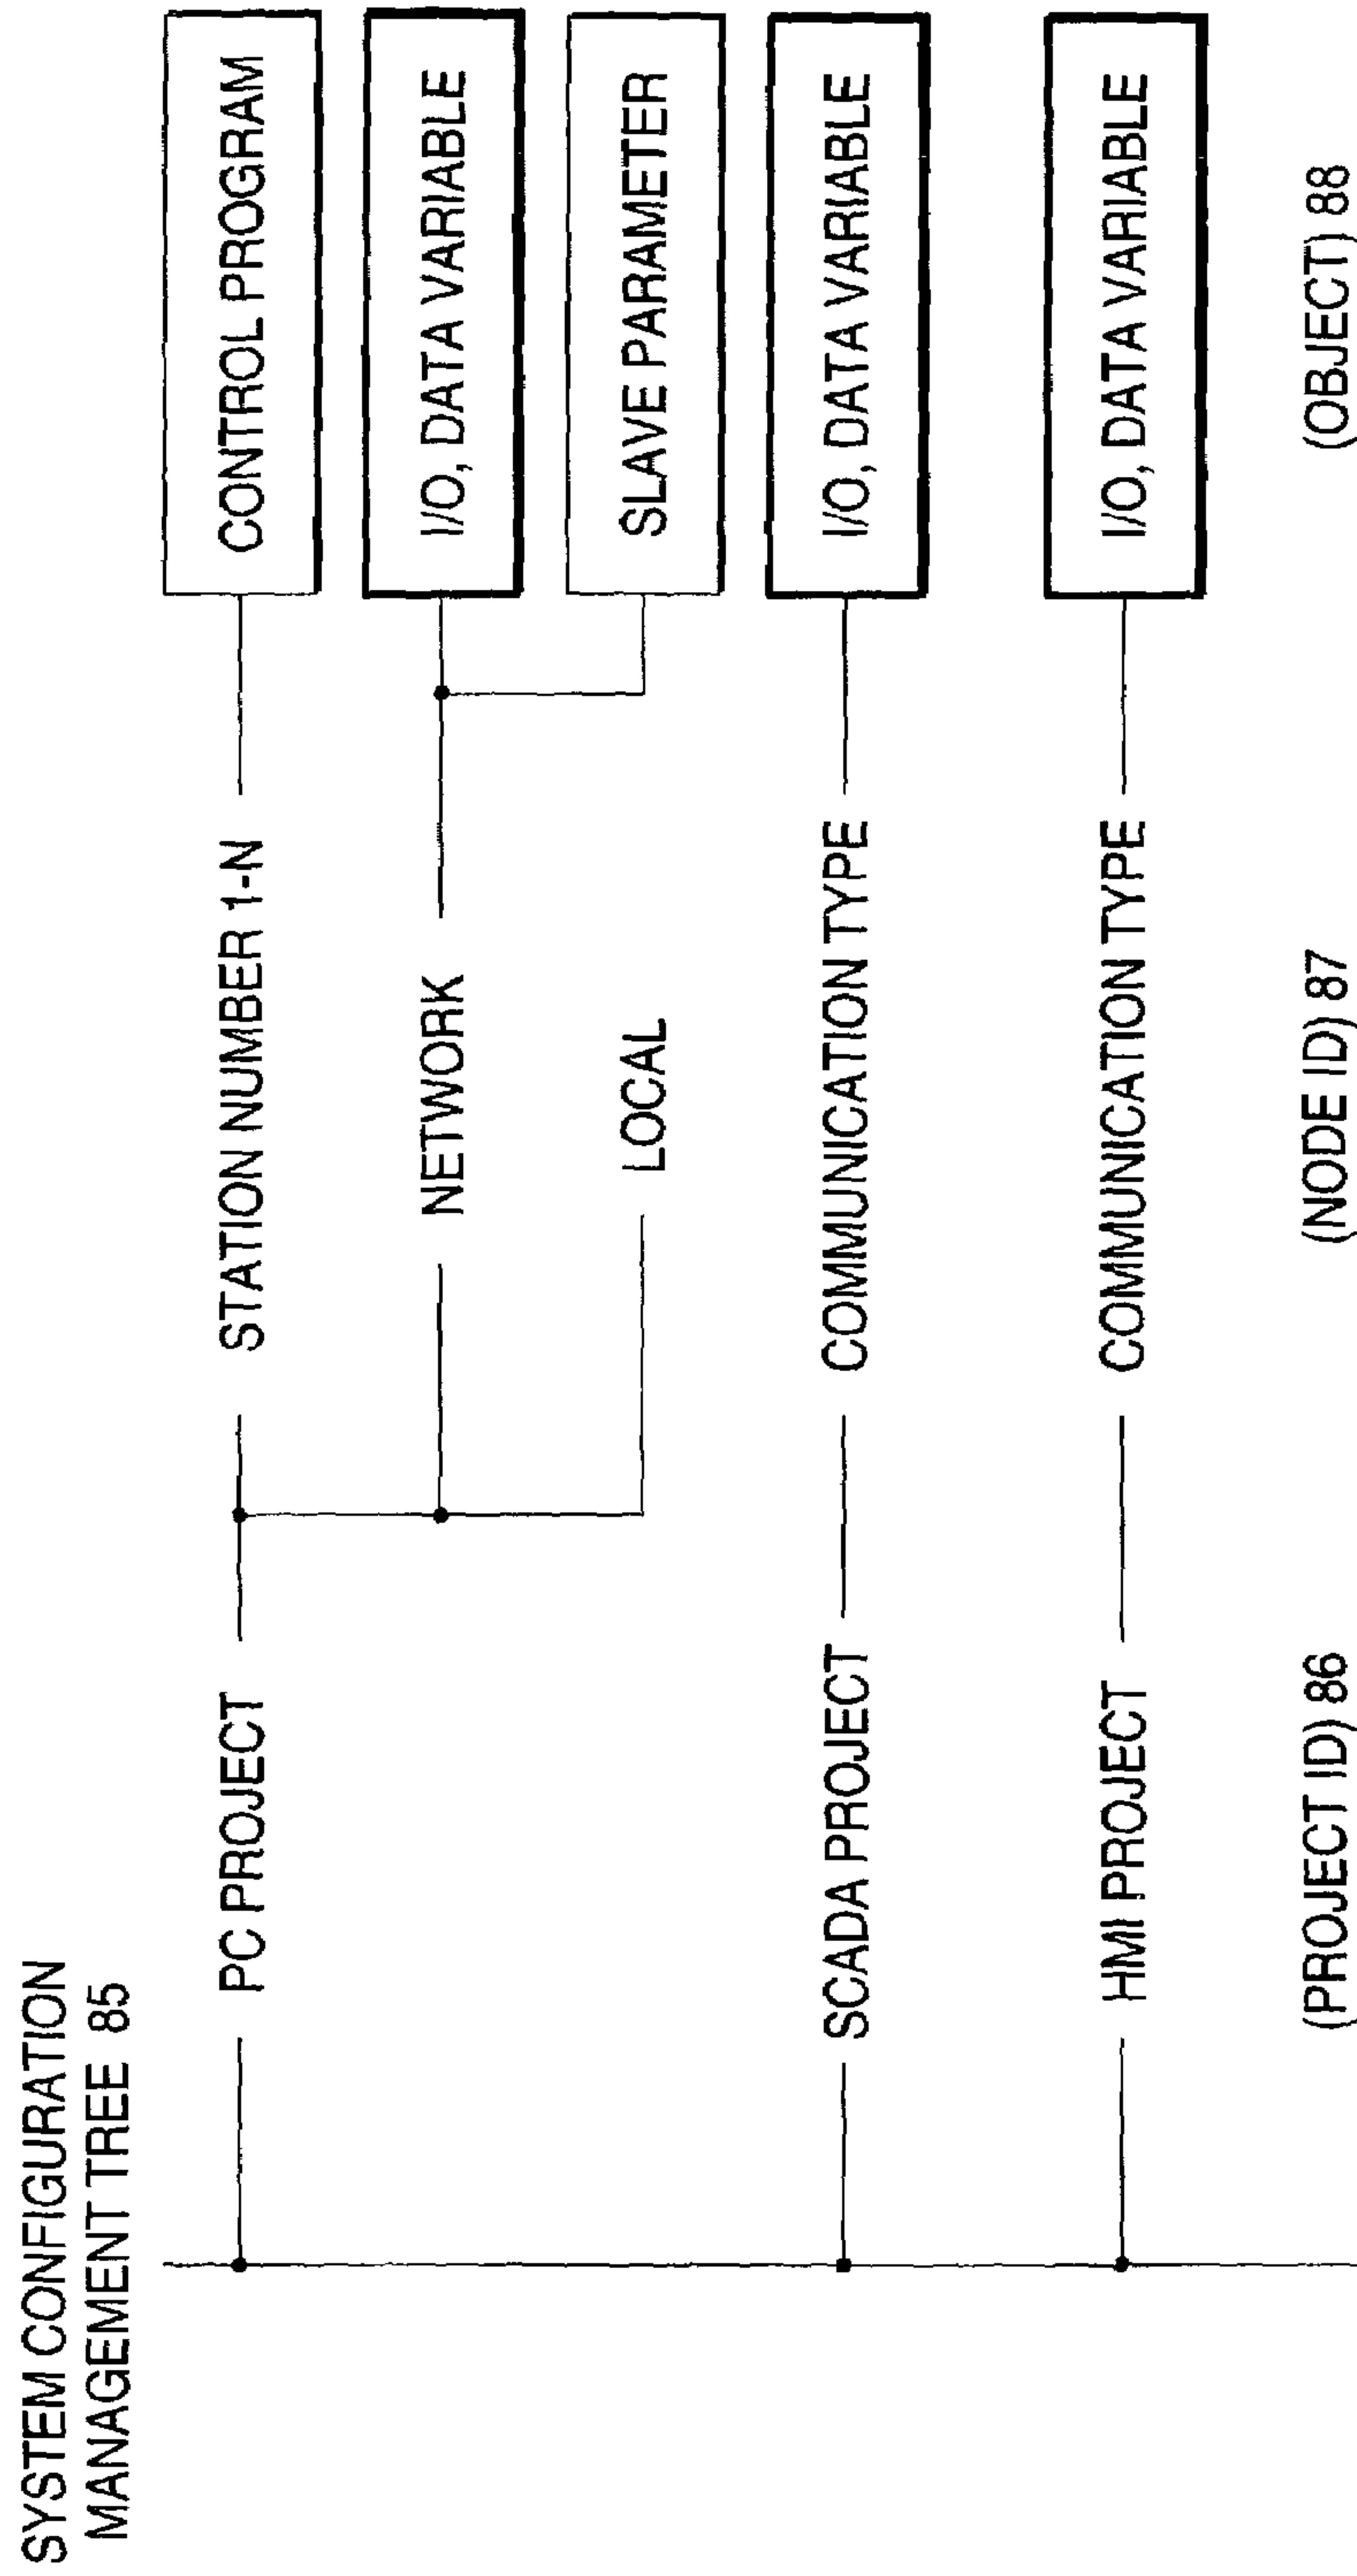 SYSTEM CONFIGURATION
MANAGEMENT TREE 85
PC PROJECT
STATION NUMBER 1-N
CONTROL PROGRAM
NETWORK
I/O, DATA VARIABLE
LOCAL
SLAVE PARAMETER
SCADA PROJECT
COMMUNICATION TYPE
I/O, DATA VARIABLE
HMI PROJECT
COMMUNICATION TYPE
I/O, DATA VARIABLE
(PROJECT ID) 86
(NODE ID) 87
(OBJECT) 88